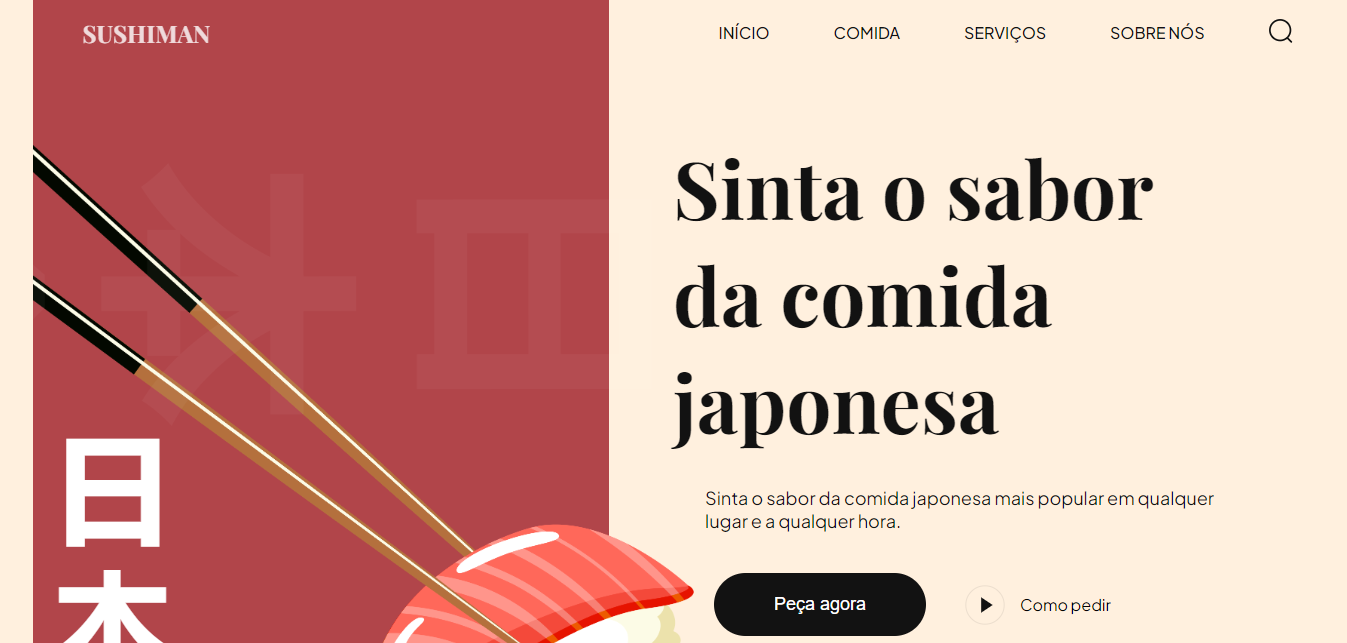 SUSHIMAN
INÍCIO
COMIDA
SERVIÇOS
SOBRE NÓS
Sinta o sabor
da comida
japonesa
Sinta o sabor da comida japonesa mais popular em qualquer
lugar e a qualquer hora.
Peça agora
Como pedir
日